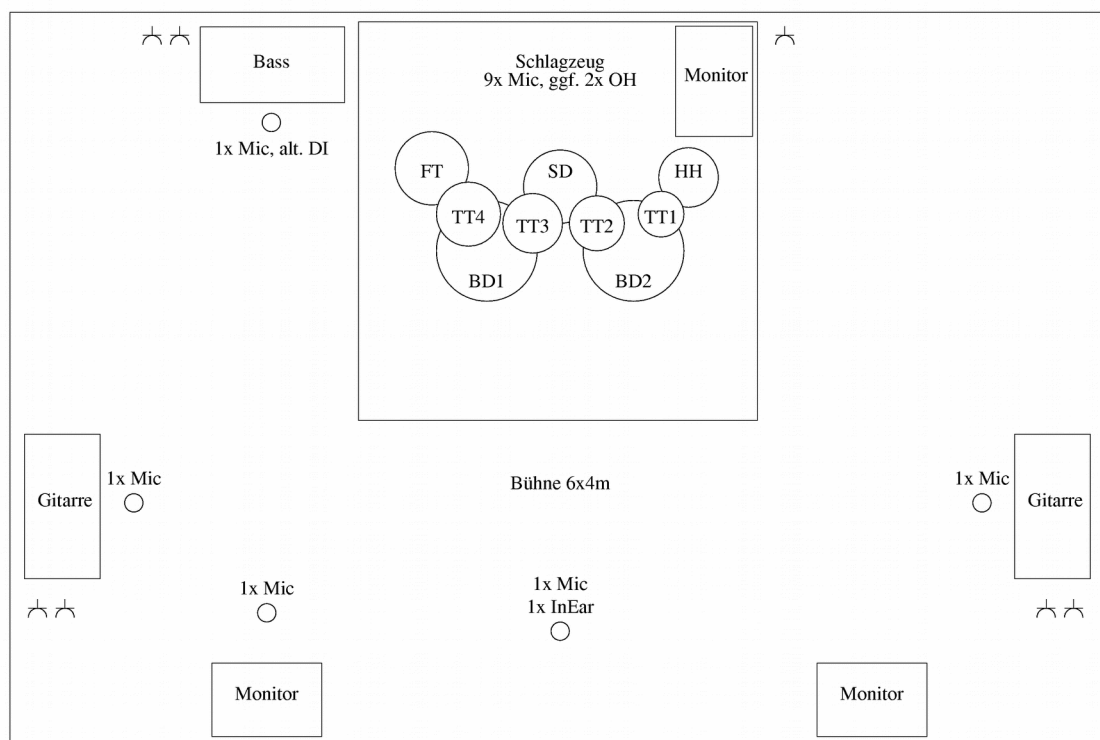 Bass
Schlagzeug
9x Mic, ggf. 2x OH
Monitor
1x Mic, alt. DI
FT
SD
HH
TT4
TT3
TT2
TT1
BD1
BD2
Gitarre
1x Mic
Bühne 6x4m
1x Mic
Gitarre
1x Mic
1x Mic
1x InEar
Monitor
Monitor